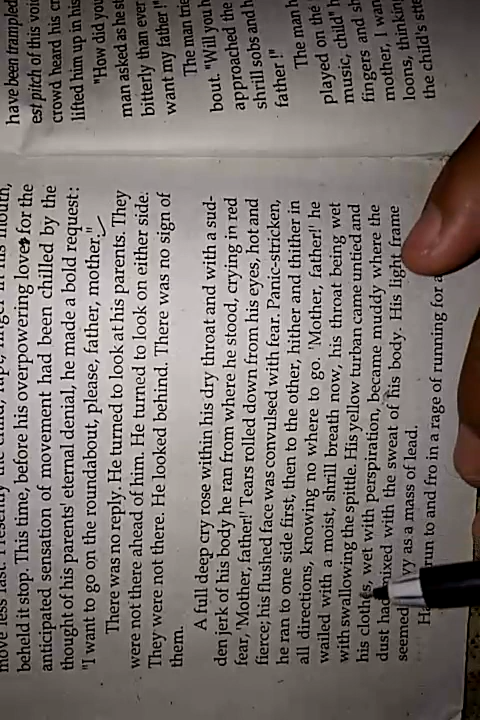 behold it stop. This time, before his overpowering love for the
anticipated sensation of movement had been chilled by the
thought of his parents' eternal denial, he made a bold request:
"I want to go on the roundabout, please, father, mother."
There was no reply. He turned to look at his parents. They
were not there ahead of him. He turned to look on either side.
They were not there. He looked behind. There was no sign of
them.
A full deep cry rose within his dry throat and with a sud-
den jerk of his body he ran from where he stood, crying in red
fear, 'Mother, father!' Tears rolled down from his eyes, hot and
fierce; his flushed face was convulsed with fear. Panic-stricken,
he ran to one side first, then to the other, hither and thither in
all directions, knowing no where to go. 'Mother, father!' he
wailed with a moist, shrill breath now, his throat being wet
with swallowing the spittle. His yellow turban came untied and
his clothes, wet with perspiration, became muddy where the
dust had mixed with the sweat of his body. His light frame
seemed as a mass of lead.
run to and fro in a rage of running for a
have been trampled
est pitch of this voi
crowd heard his cr
lifted him up in his
"How did you
man asked as he st
bitterly than ever
want my father!"
The man trie
bout. "Will you h
approached the
shrill sobs and h
father!"
The man h
played on the
music, child" h
fingers and sh
mother, I wan
loons, thinking
the child's stre